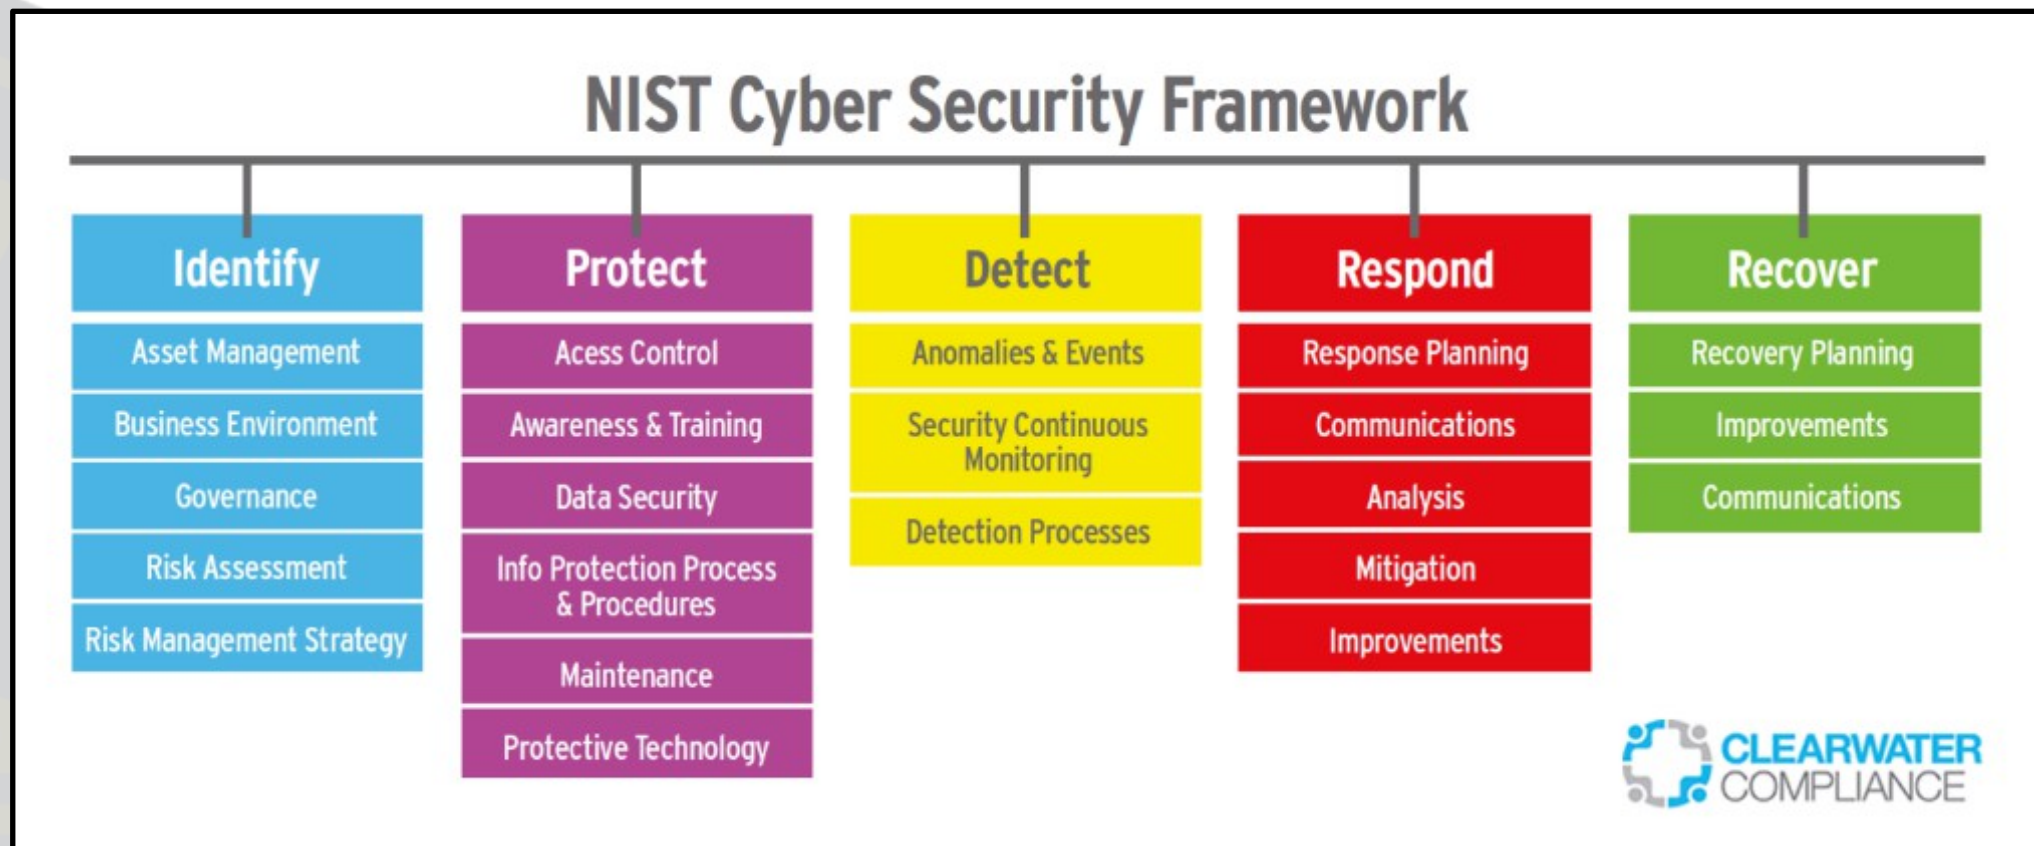 NIST Cyber Security Framework
Identify
Asset Management
Business Environment
Governance
Risk Assessment
Risk Management Strategy
Protect
Acess Control
Awareness & Training
Data Security
Info Protection Process
& Procedures
Maintenance
Protective Technology
Detect
Anomalies & Events
Security Continuous
Monitoring
Detection Processes
Respond
Response Planning
Communications
Analysis
Mitigation
Improvements
Recover
Recovery Planning
Improvements
Communications
CLEARWATER
COMPLIANCE